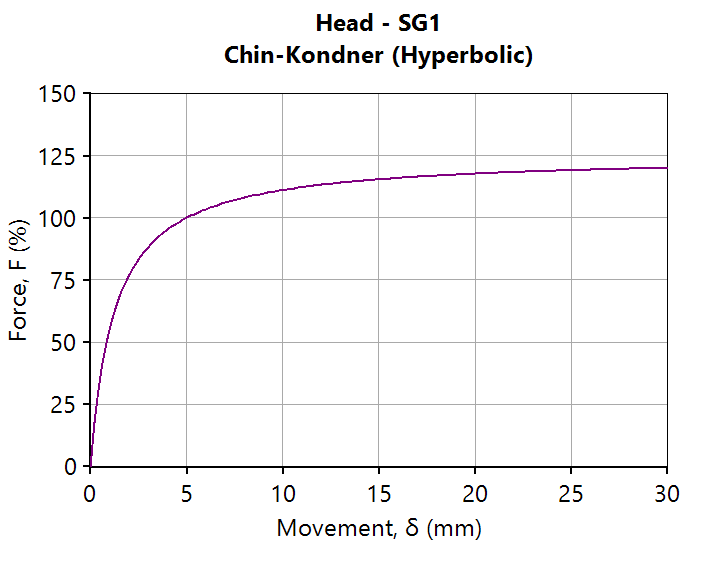 Head - SG1
Chin-Kondner (Hyperbolic)
150
125
100
75
50
25
0
Force, F (%)
0 5 10 15 20 25 30
Movement, δ (mm)